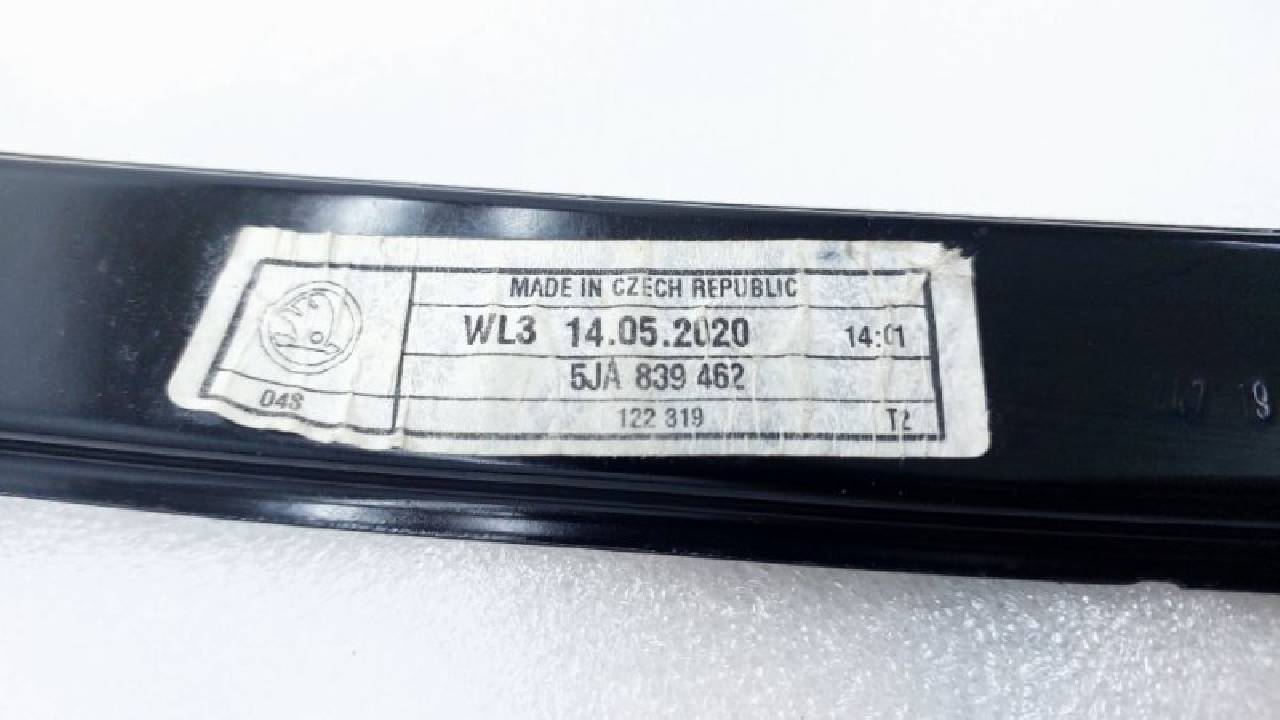 MADE IN CZECH REPUBLIC
WL3 14.05.2020 14:01
5JA 839 462
04S
122 319 T2